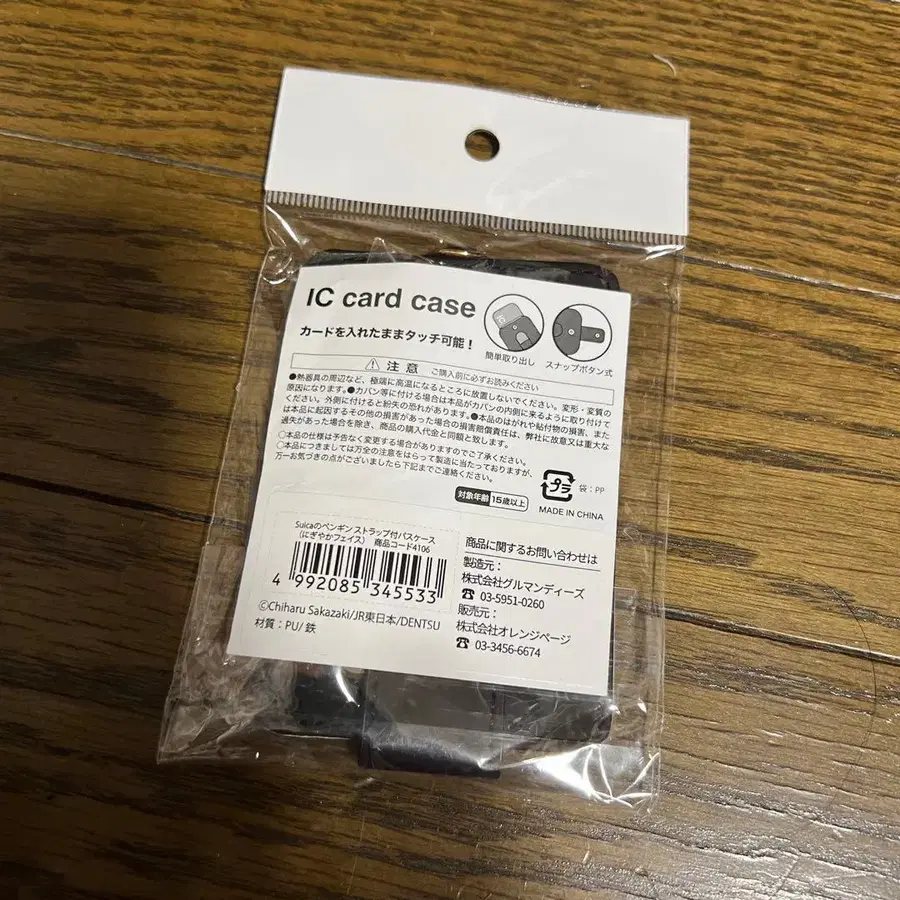 IC card case
カードを入れたままタッチ可能!
簡単取り出し
スナップボタン式
注意 ご購入前に必ずお読みください
●熱器具の周辺など、極端に高温になるところに放置しないでください。変形・変質の
原因になります。●カバン等に付ける場合は本品がカバンの内側に来るように取り付けて
ください。外側に付けると紛失の恐れがあります。●本品のはがれや貼付物の損害、また
は本品に起因するその他の損害があった場合の損害賠償責任は、弊社に故意又は重大な
過失があった場合を除き、商品の購入代金と同額と致します。
○本品の仕様は予告なく変更する場合がありますのでご了承ください。
○本品につきましては万全の注意をはらって製造に当たっておりますが、
万一お気づきの点がございましたら下記までご連絡ください。
プラ 袋:PP
対象年齢 15歳以上
MADE IN CHINA
Suicaのペンギン ストラップ付パスケース
(にぎやかフェイス) 商品コード4106
4 992085 345533
©Chiharu Sakazaki/JR東日本/DENTSU
材質:PU/鉄
商品に関するお問い合わせは
製造元:
株式会社グルマンディーズ
☎ 03-5951-0260
販売元:
株式会社オレンジページ
☎ 03-3456-6674